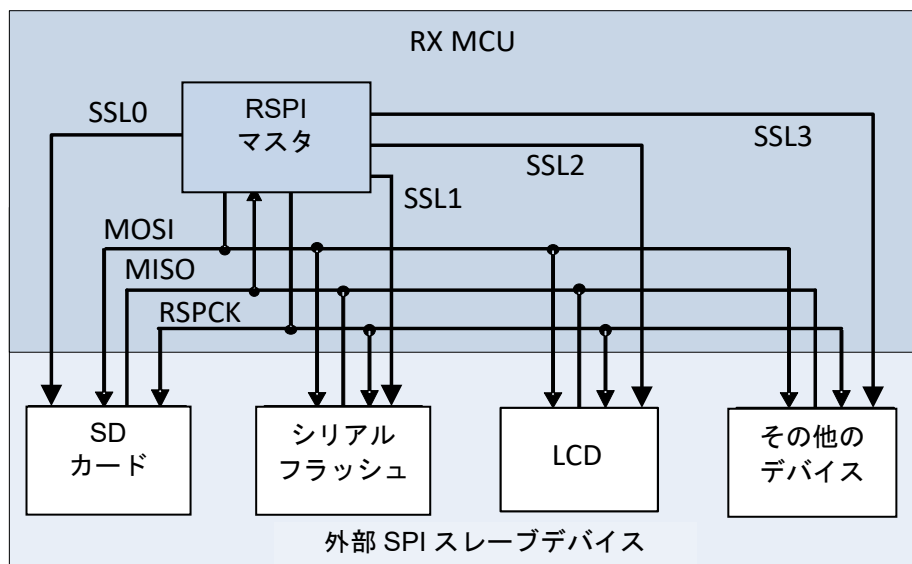 RX MCU
RSPI
マスタ
SSL0
SSL1
SSL2
SSL3
MOSI
MISO
RSPCK
SD
カード
シリアル
フラッシュ
LCD
その他の
デバイス
外部 SPI スレーブデバイス